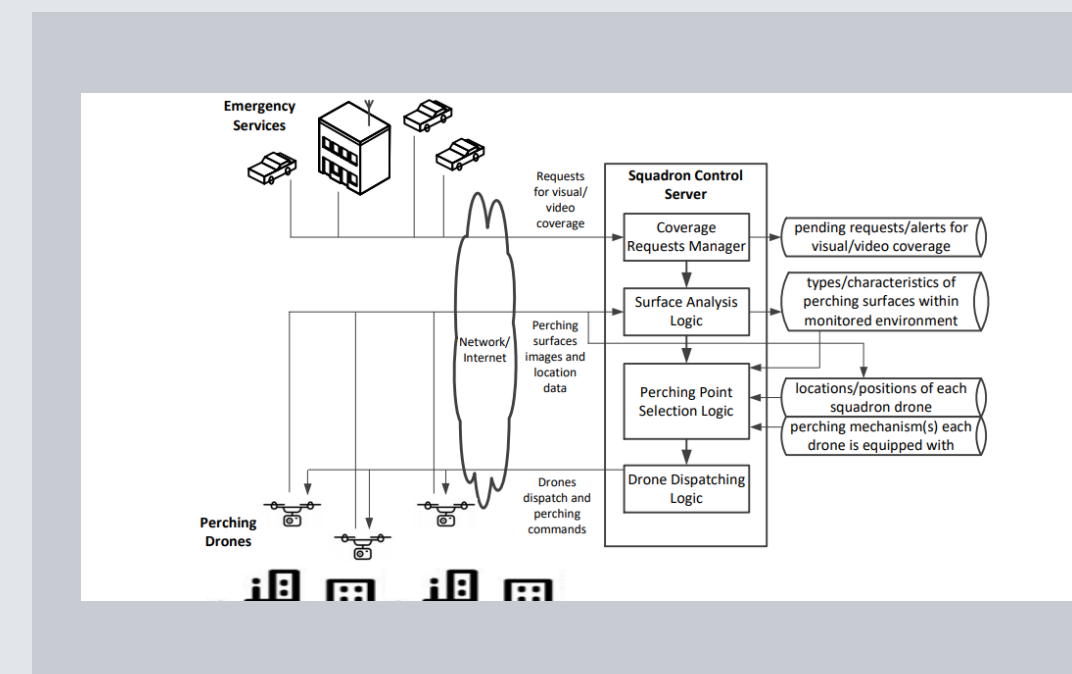 Emergency
Services
Requests
for visual/
video
coverage
Squadron Control
Server
Coverage
Requests Manager
pending requests/alerts for
visual/video coverage
Surface Analysis
Logic
types/characteristics of
perching surfaces within
monitored environment
Network/
Internet
Perching
surfaces
images and
location
data
Perching Point
Selection Logic
locations/positions of each
squadron drone
perching mechanism(s) each
drone is equipped with
Drone Dispatching
Logic
Drones
dispatch and
perching
commands
Perching
Drones